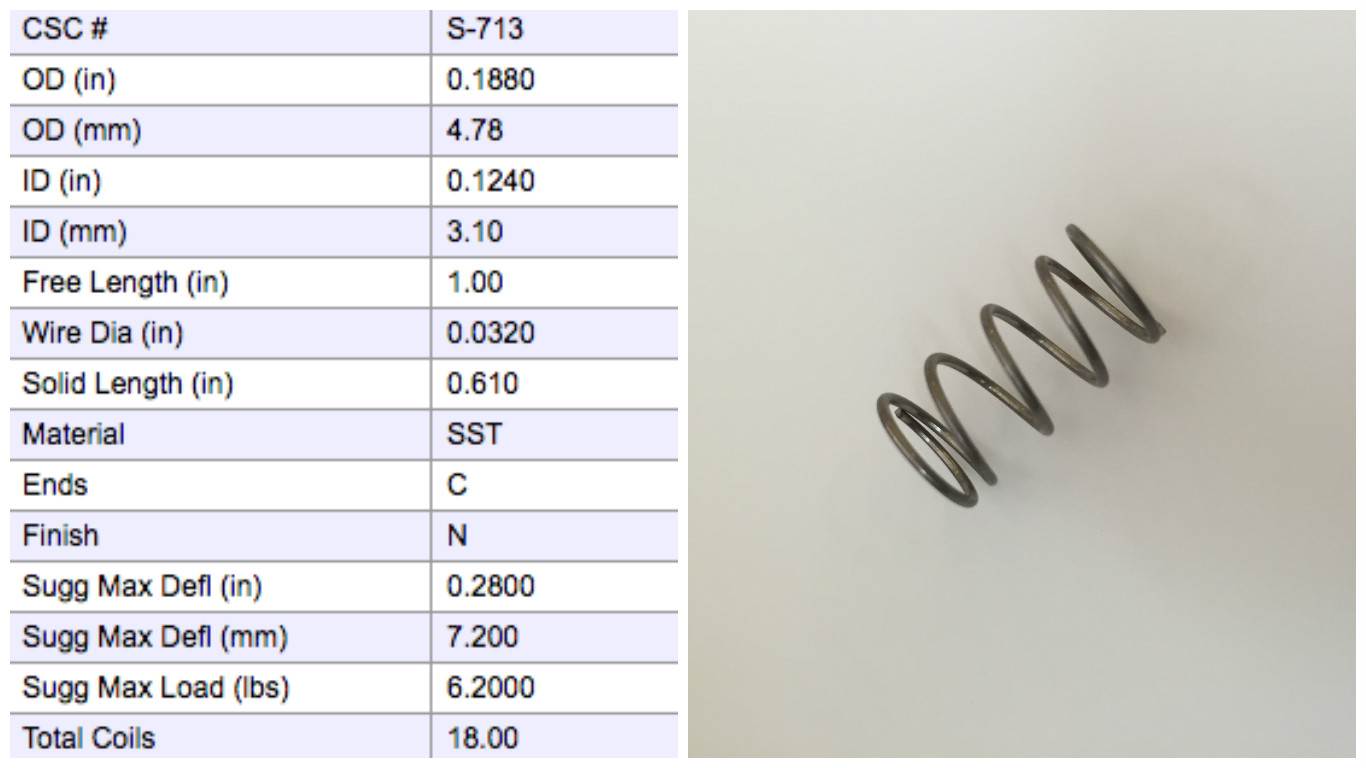 CSC # S-713
OD (in) 0.1880
OD (mm) 4.78
ID (in) 0.1240
ID (mm) 3.10
Free Length (in) 1.00
Wire Dia (in) 0.0320
Solid Length (in) 0.610
Material SST
Ends C
Finish N
Sugg Max Defl (in) 0.2800
Sugg Max Defl (mm) 7.200
Sugg Max Load (lbs) 6.2000
Total Coils 18.00